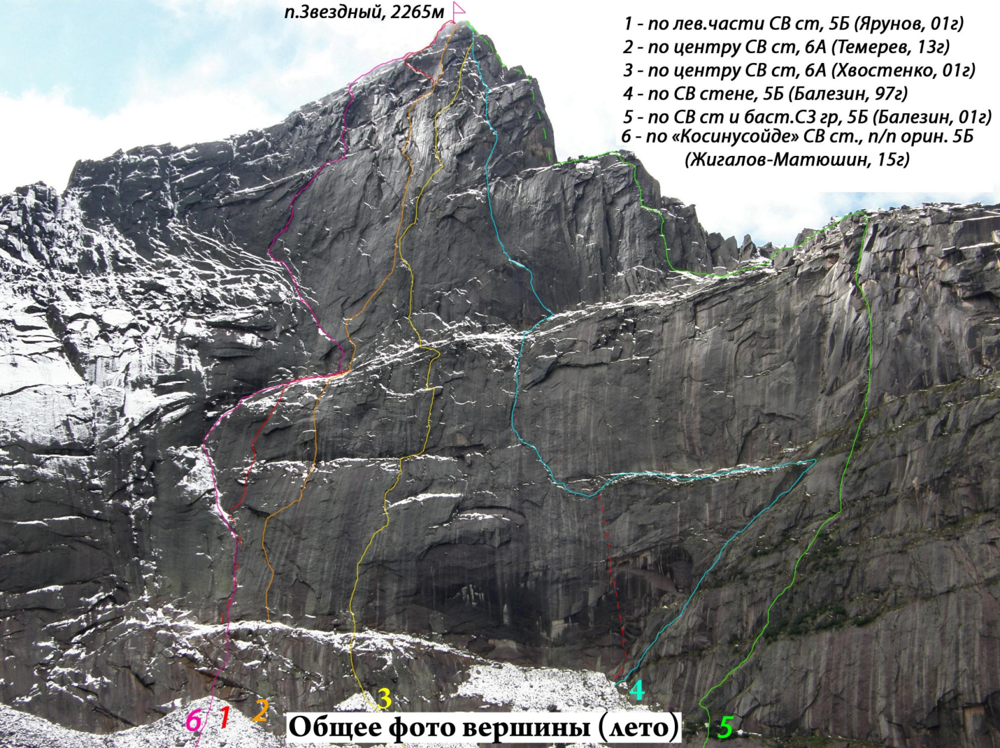 п.Звездный, 2265м
1 - по лев.части СВ ст, 5Б (Ярунов, 01г)
2 - по центру СВ ст, 6А (Темерев, 13г)
3 - по центру СВ ст, 6А (Хвостенко, 01г)
4 - по СВ стене, 5Б (Балезин, 97г)
5 - по СВ ст и баст.СЗ гр, 5Б (Балезин, 01г)
6 - по «Косинусойде» СВ ст., п/п орин. 5Б
(Жигалов-Матюшин, 15г)
6 1 2 3 4 5
Общее фото вершины (лето)